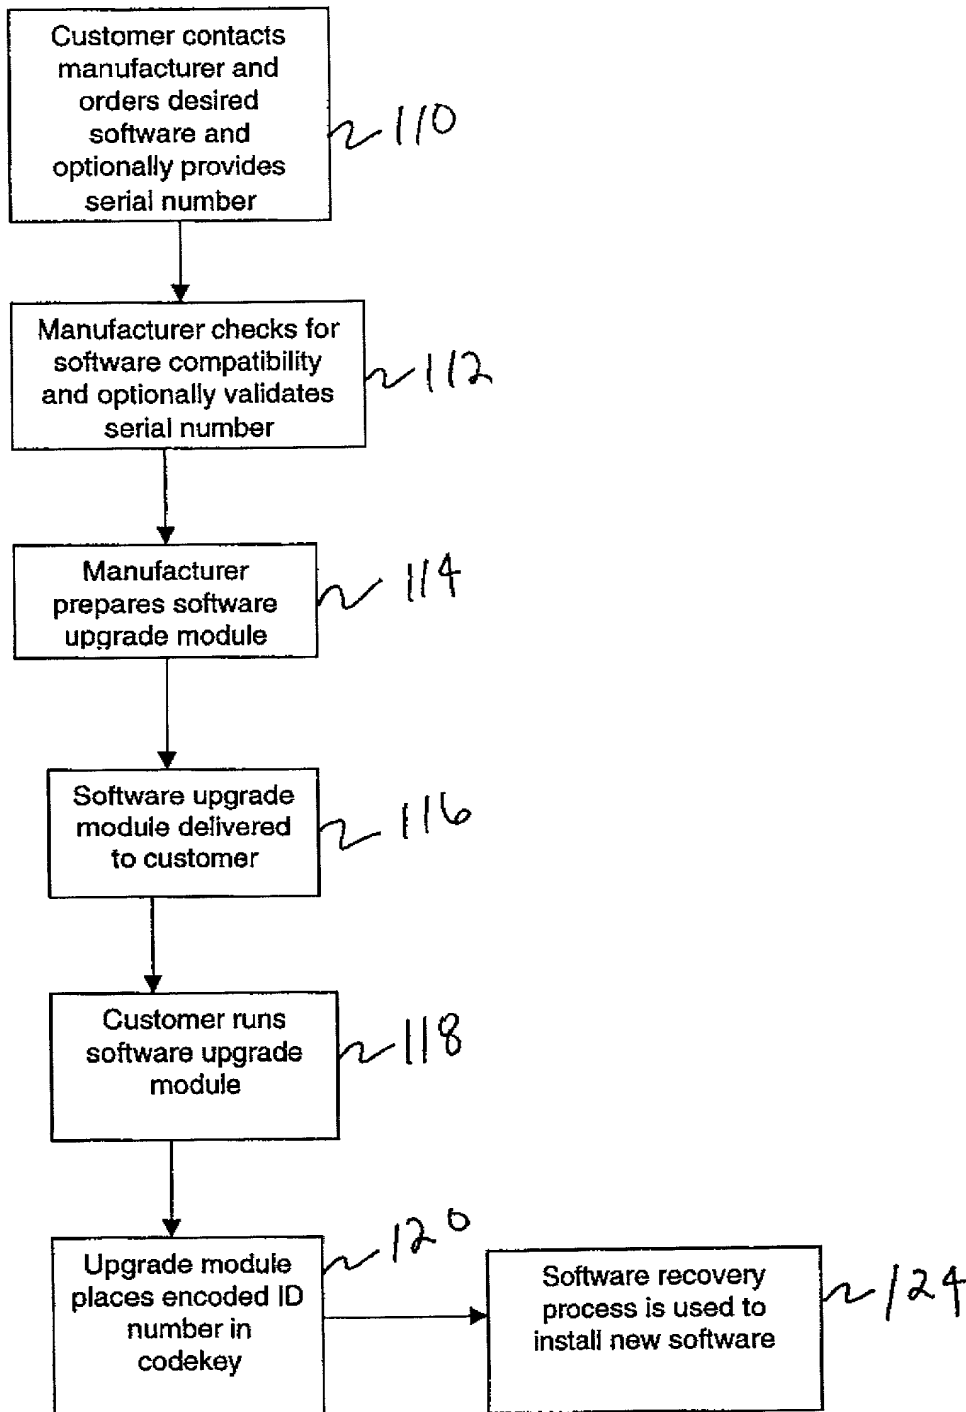 Customer contacts
manufacturer and
orders desired
software and
optionally provides
serial number
110
Manufacturer checks for
software compatibility
and optionally validates
serial number
112
Manufacturer
prepares software
upgrade module
114
Software upgrade
module delivered
to customer
116
Customer runs
software upgrade
module
118
Upgrade module
places encoded ID
number in
codekey
120
Software recovery
process is used to
install new software
124